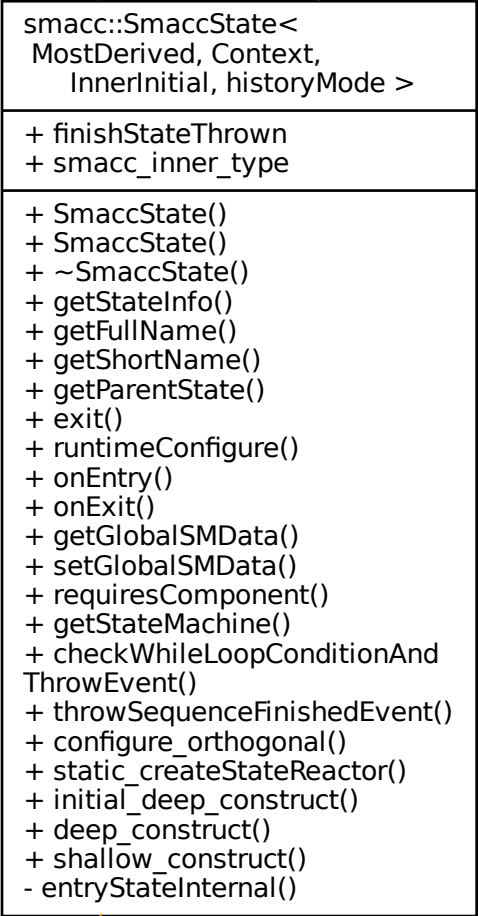 smacc::SmaccState<
MostDerived, Context,
InnerInitial, historyMode >
+ finishStateThrown
+ smacc_inner_type
+ SmaccState()
+ SmaccState()
+ ~SmaccState()
+ getStateInfo()
+ getFullName()
+ getShortName()
+ getParentState()
+ exit()
+ runtimeConfigure()
+ onEntry()
+ onExit()
+ getGlobalSMData()
+ setGlobalSMData()
+ requiresComponent()
+ getStateMachine()
+ checkWhileLoopConditionAnd
ThrowEvent()
+ throwSequenceFinishedEvent()
+ configure_orthogonal()
+ static_createStateReactor()
+ initial_deep_construct()
+ deep_construct()
+ shallow_construct()
- entryStateInternal()